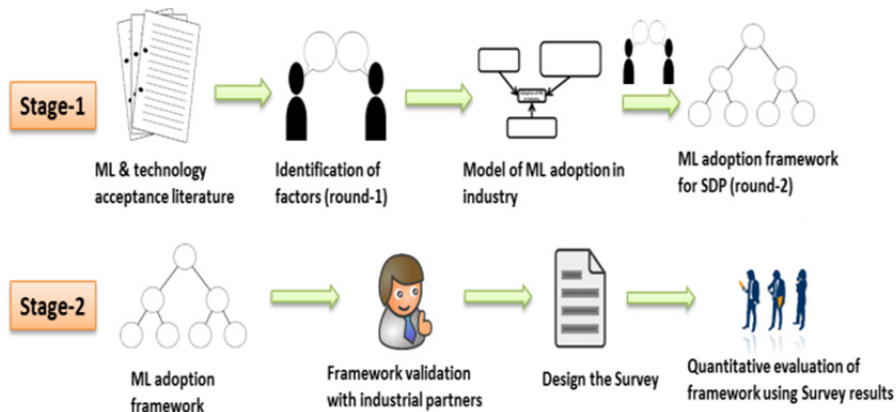 Stage-1
ML & technology
acceptance literature
Identification of
factors (round-1)
Model of ML adoption in
industry
ML adoption framework
for SDP (round-2)
Stage-2
ML adoption
framework
Framework validation
with industrial partners
Design the Survey
Quantitative evaluation of
framework using Survey results